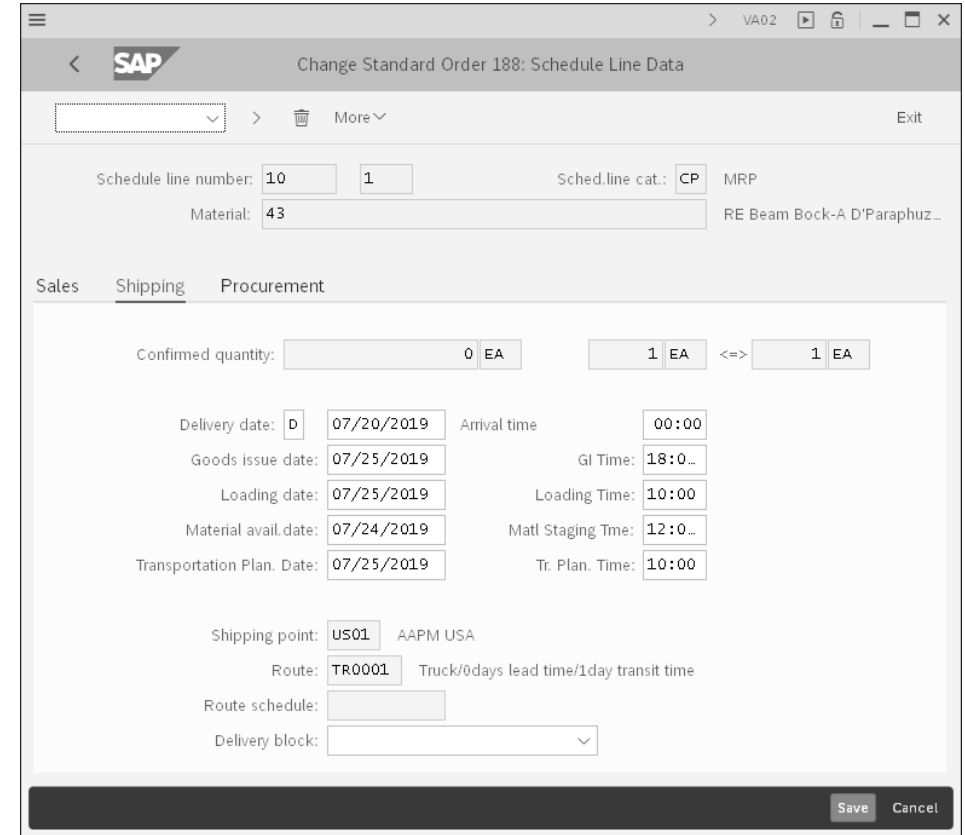 VA02
SAP
Change Standard Order 188: Schedule Line Data
More
Exit
Schedule line number: 10 1 Sched.line cat.: CP MRP
Material: 43 RE Beam Bock-A D'Paraphuz…
Sales Shipping Procurement
Confirmed quantity: 0 EA 1 EA <=> 1 EA
Delivery date: D 07/20/2019 Arrival time 00:00
Goods issue date: 07/25/2019 GI Time: 18:0…
Loading date: 07/25/2019 Loading Time: 10:00
Material avail.date: 07/24/2019 Matl Staging Tme: 12:0…
Transportation Plan. Date: 07/25/2019 Tr. Plan. Time: 10:00
Shipping point: US01 AAPM USA
Route: TR0001 Truck/0days lead time/1day transit time
Route schedule:
Delivery block:
Save Cancel